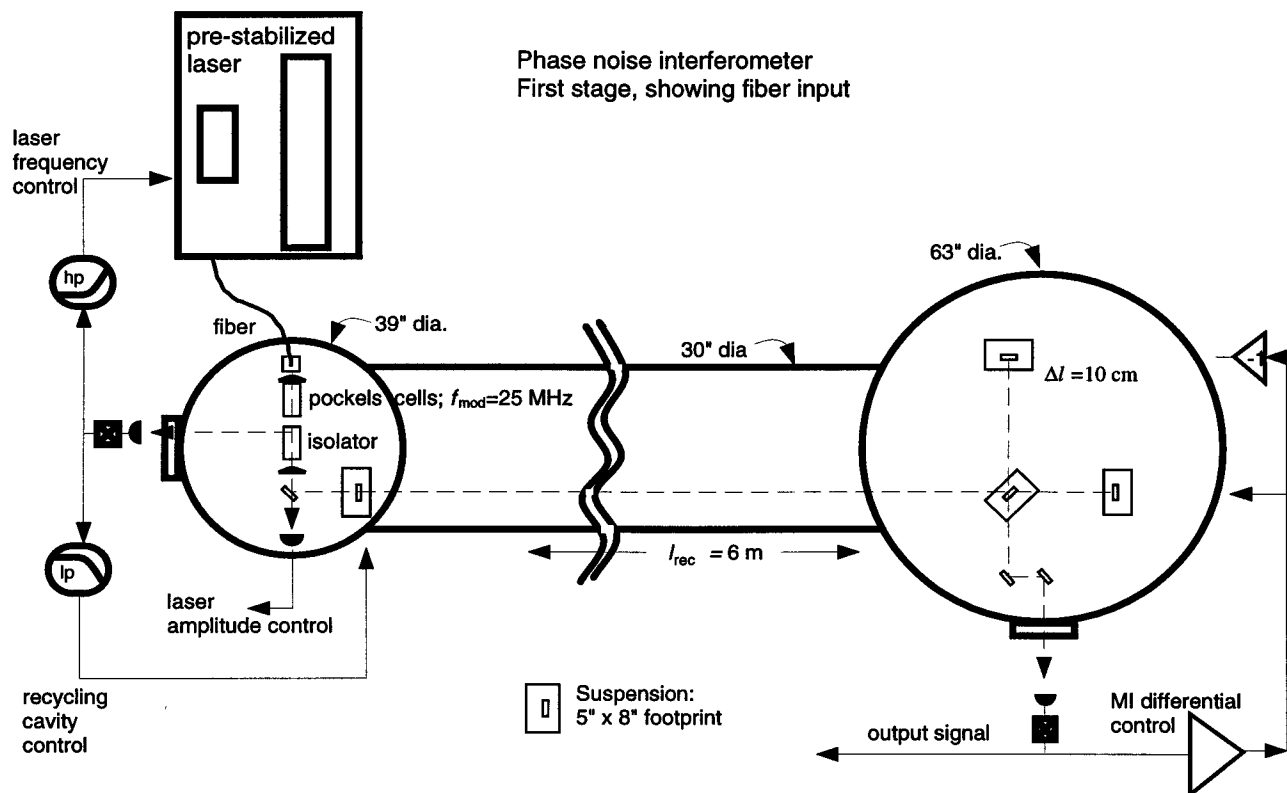 pre-stabilized
laser
Phase noise interferometer
First stage, showing fiber input
laser
frequency
control
hp
fiber
39" dia.
63" dia.
30" dia
Δl =10 cm
-1
pockels cells; fmod=25 MHz
isolator
lrec = 6 m
lp
laser
amplitude control
recycling
cavity
control
Suspension:
5" x 8" footprint
output signal
MI differential
control